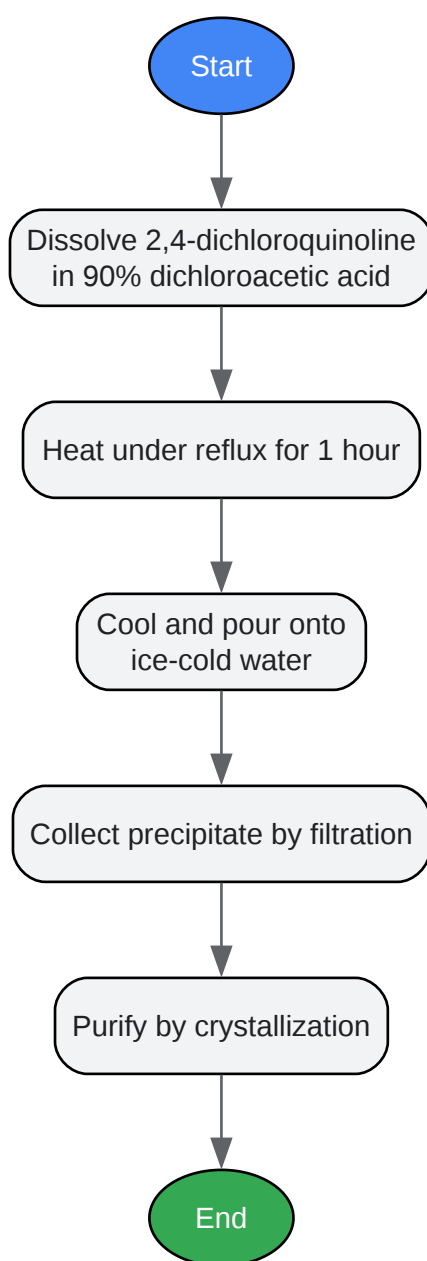 Start
Dissolve 2,4-dichloroquinoline
in 90% dichloroacetic acid
Heat under reflux for 1 hour
Cool and pour onto
ice-cold water
Collect precipitate by filtration
Purify by crystallization
End